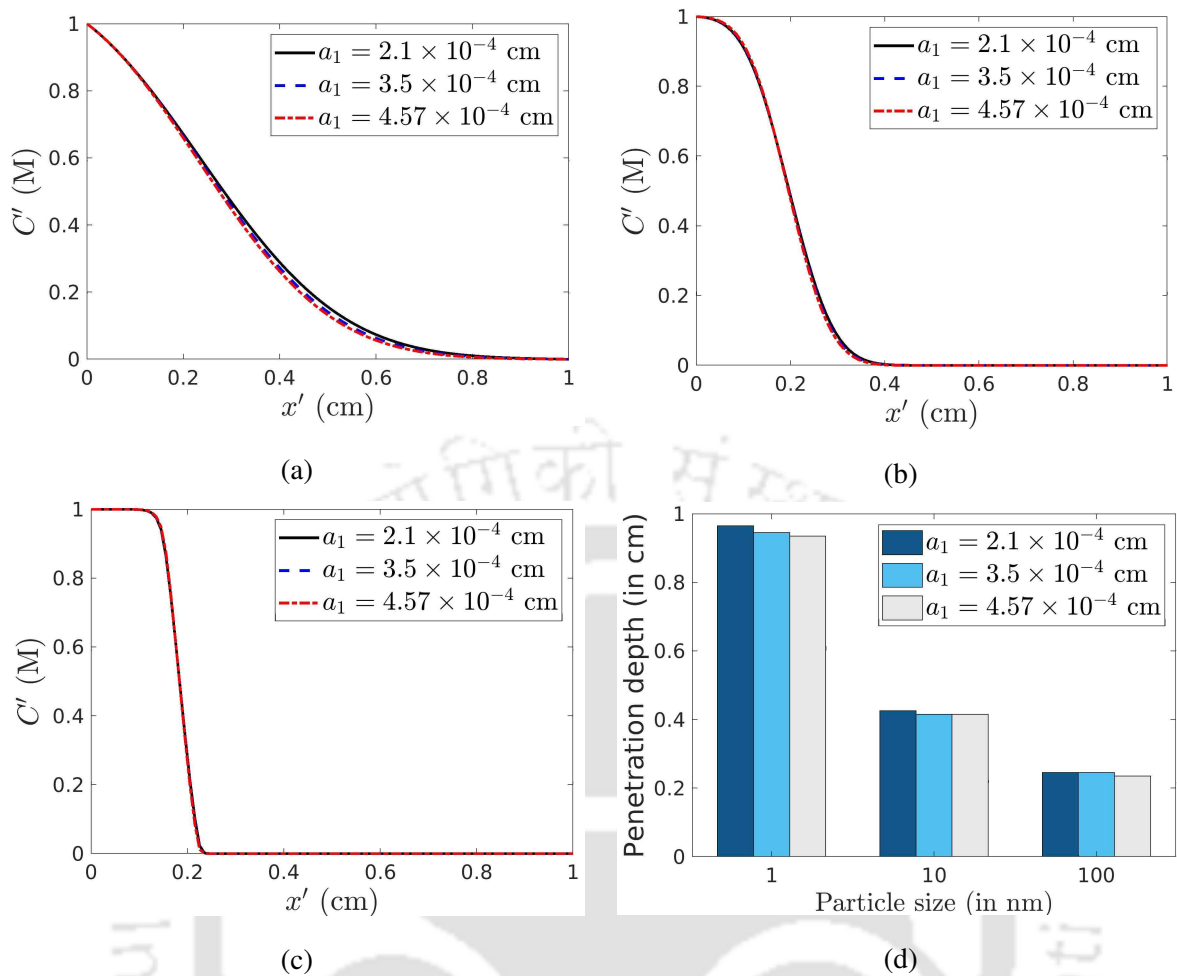 1
0.8
0.6
0.4
0.2
0
C′ (M)
0 0.2 0.4 0.6 0.8 1
x′ (cm)
a₁ = 2.1 × 10⁻⁴ cm
a₁ = 3.5 × 10⁻⁴ cm
a₁ = 4.57 × 10⁻⁴ cm
(a)
1
0.8
0.6
0.4
0.2
0
C′ (M)
0 0.2 0.4 0.6 0.8 1
x′ (cm)
a₁ = 2.1 × 10⁻⁴ cm
a₁ = 3.5 × 10⁻⁴ cm
a₁ = 4.57 × 10⁻⁴ cm
(b)
1
0.8
0.6
0.4
0.2
0
C′ (M)
0 0.2 0.4 0.6 0.8 1
x′ (cm)
a₁ = 2.1 × 10⁻⁴ cm
a₁ = 3.5 × 10⁻⁴ cm
a₁ = 4.57 × 10⁻⁴ cm
(c)
1
0.8
0.6
0.4
0.2
0
Penetration depth (in cm)
1 10 100
Particle size (in nm)
a₁ = 2.1 × 10⁻⁴ cm
a₁ = 3.5 × 10⁻⁴ cm
a₁ = 4.57 × 10⁻⁴ cm
(d)